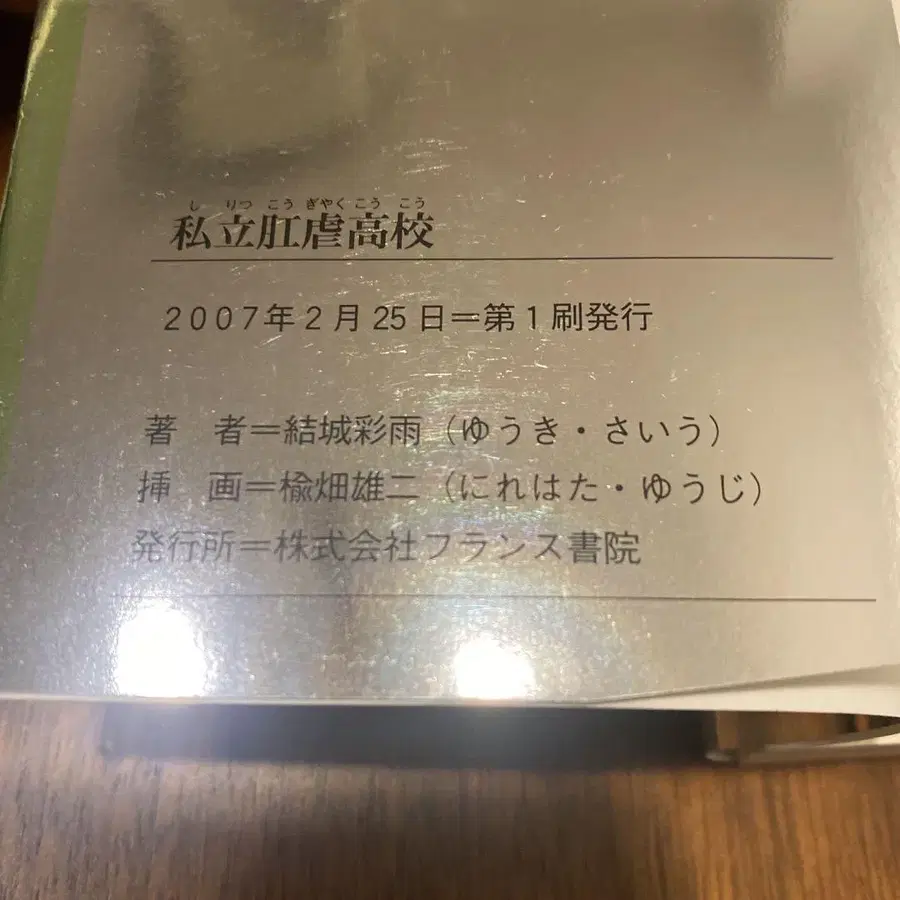 し りつ こう ぎゃく こう こう
私立肛虐高校
2007年2月25日＝第1刷発行
著　者＝結城彩雨（ゆうき・さいう）
挿　画＝楡畑雄二（にれはた・ゆうじ）
発行所＝株式会社フランス書院